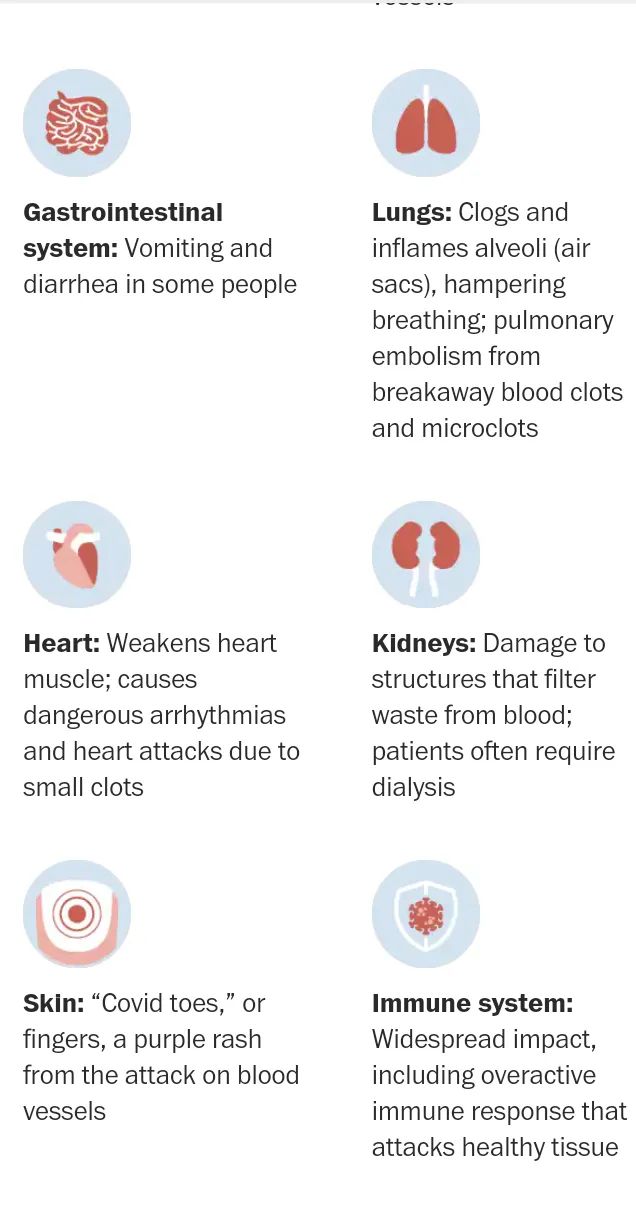 Gastrointestinal
system: Vomiting and
diarrhea in some people
Lungs: Clogs and
inflames alveoli (air
sacs), hampering
breathing; pulmonary
embolism from
breakaway blood clots
and microclots
Heart: Weakens heart
muscle; causes
dangerous arrhythmias
and heart attacks due to
small clots
Kidneys: Damage to
structures that filter
waste from blood;
patients often require
dialysis
Skin: “Covid toes,” or
fingers, a purple rash
from the attack on blood
vessels
Immune system:
Widespread impact,
including overactive
immune response that
attacks healthy tissue